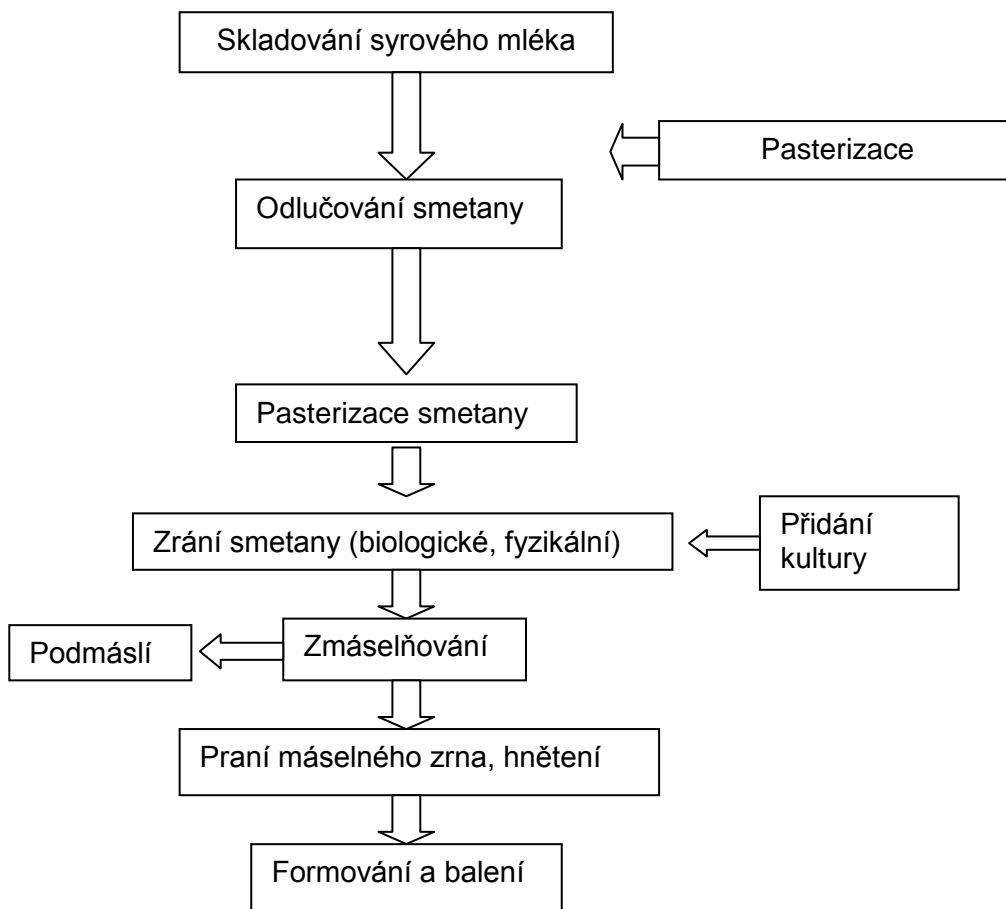 Skladování syrového mléka
Pasterizace
Odlučování smetany
Pasterizace smetany
Zrání smetany (biologické, fyzikální)
Přidání
kultury
Podmáslí
Zmáselňování
Praní máselného zrna, hnětení
Formování a balení